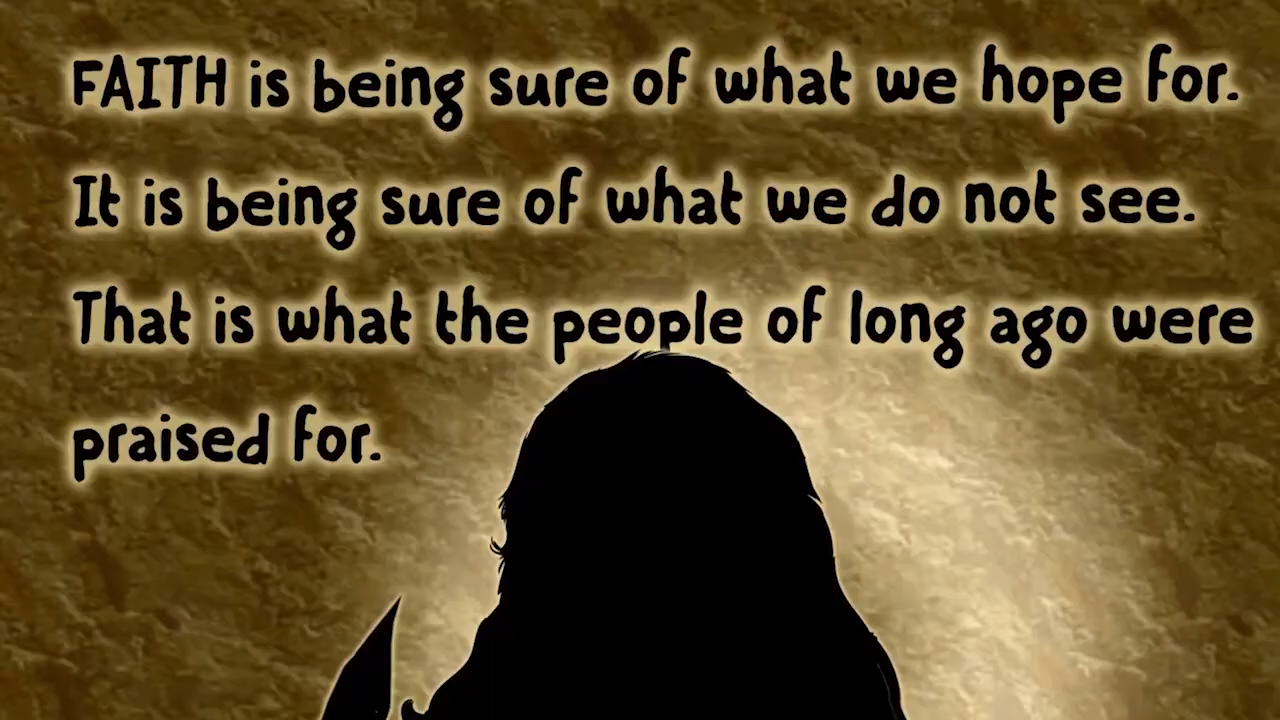 FAITH is being sure of what we hope for.
It is being sure of what we do not see.
That is what the people of long ago were
praised for.